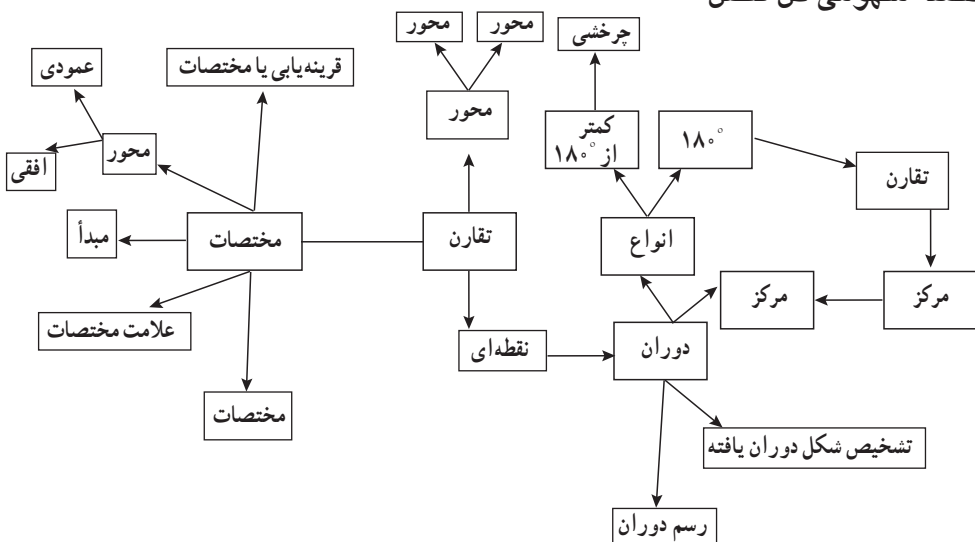 محور
محور
چرخشی
عمودی
قرینه‌یابی یا مختصات
محور
کمتر
از ۱۸۰°
۱۸۰°
محور
افقی
تقارن
مختصات
مبدأ
تقارن
انواع
مرکز
مرکز
علامت مختصات
نقطه‌ای
دوران
مختصات
تشخیص شکل دوران یافته
رسم دوران